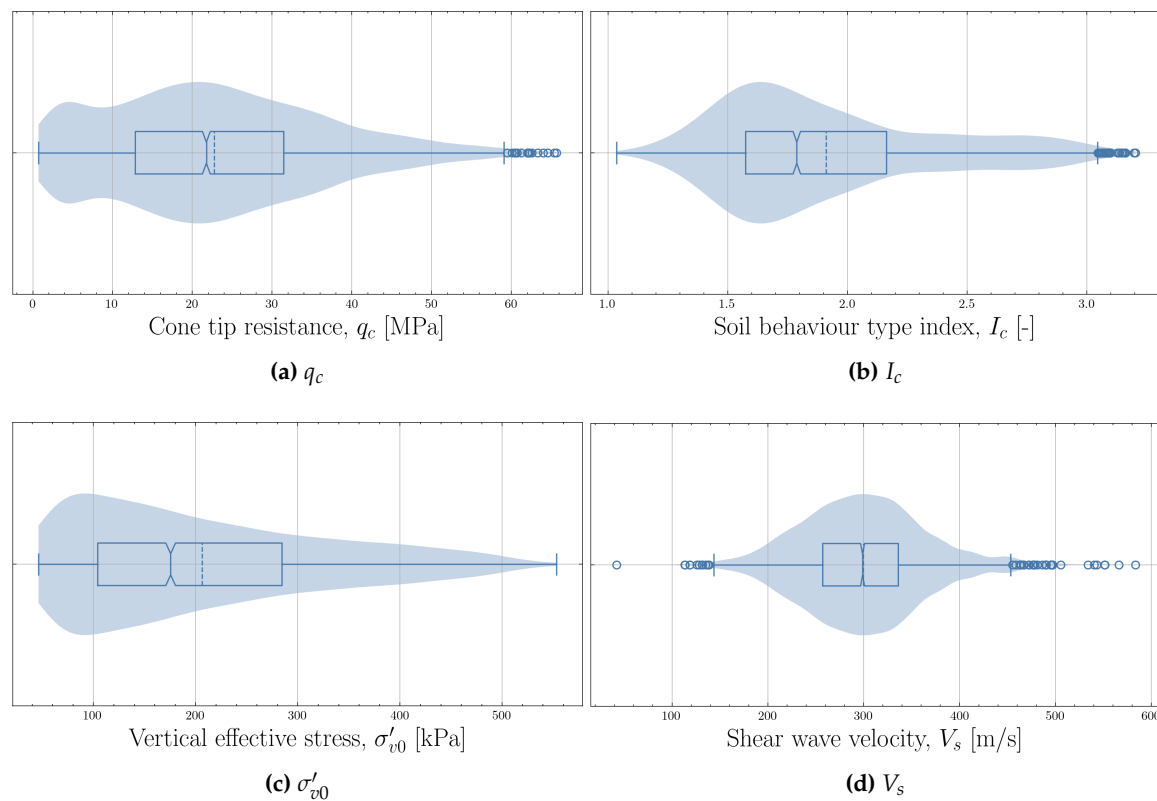 0 10 20 30 40 50 60
Cone tip resistance, q_c [MPa]
(a) q_c
1.0 1.5 2.0 2.5 3.0
Soil behaviour type index, I_c [-]
(b) I_c
100 200 300 400 500
Vertical effective stress, σ′_{v0} [kPa]
(c) σ′_{v0}
100 200 300 400 500 600
Shear wave velocity, V_s [m/s]
(d) V_s